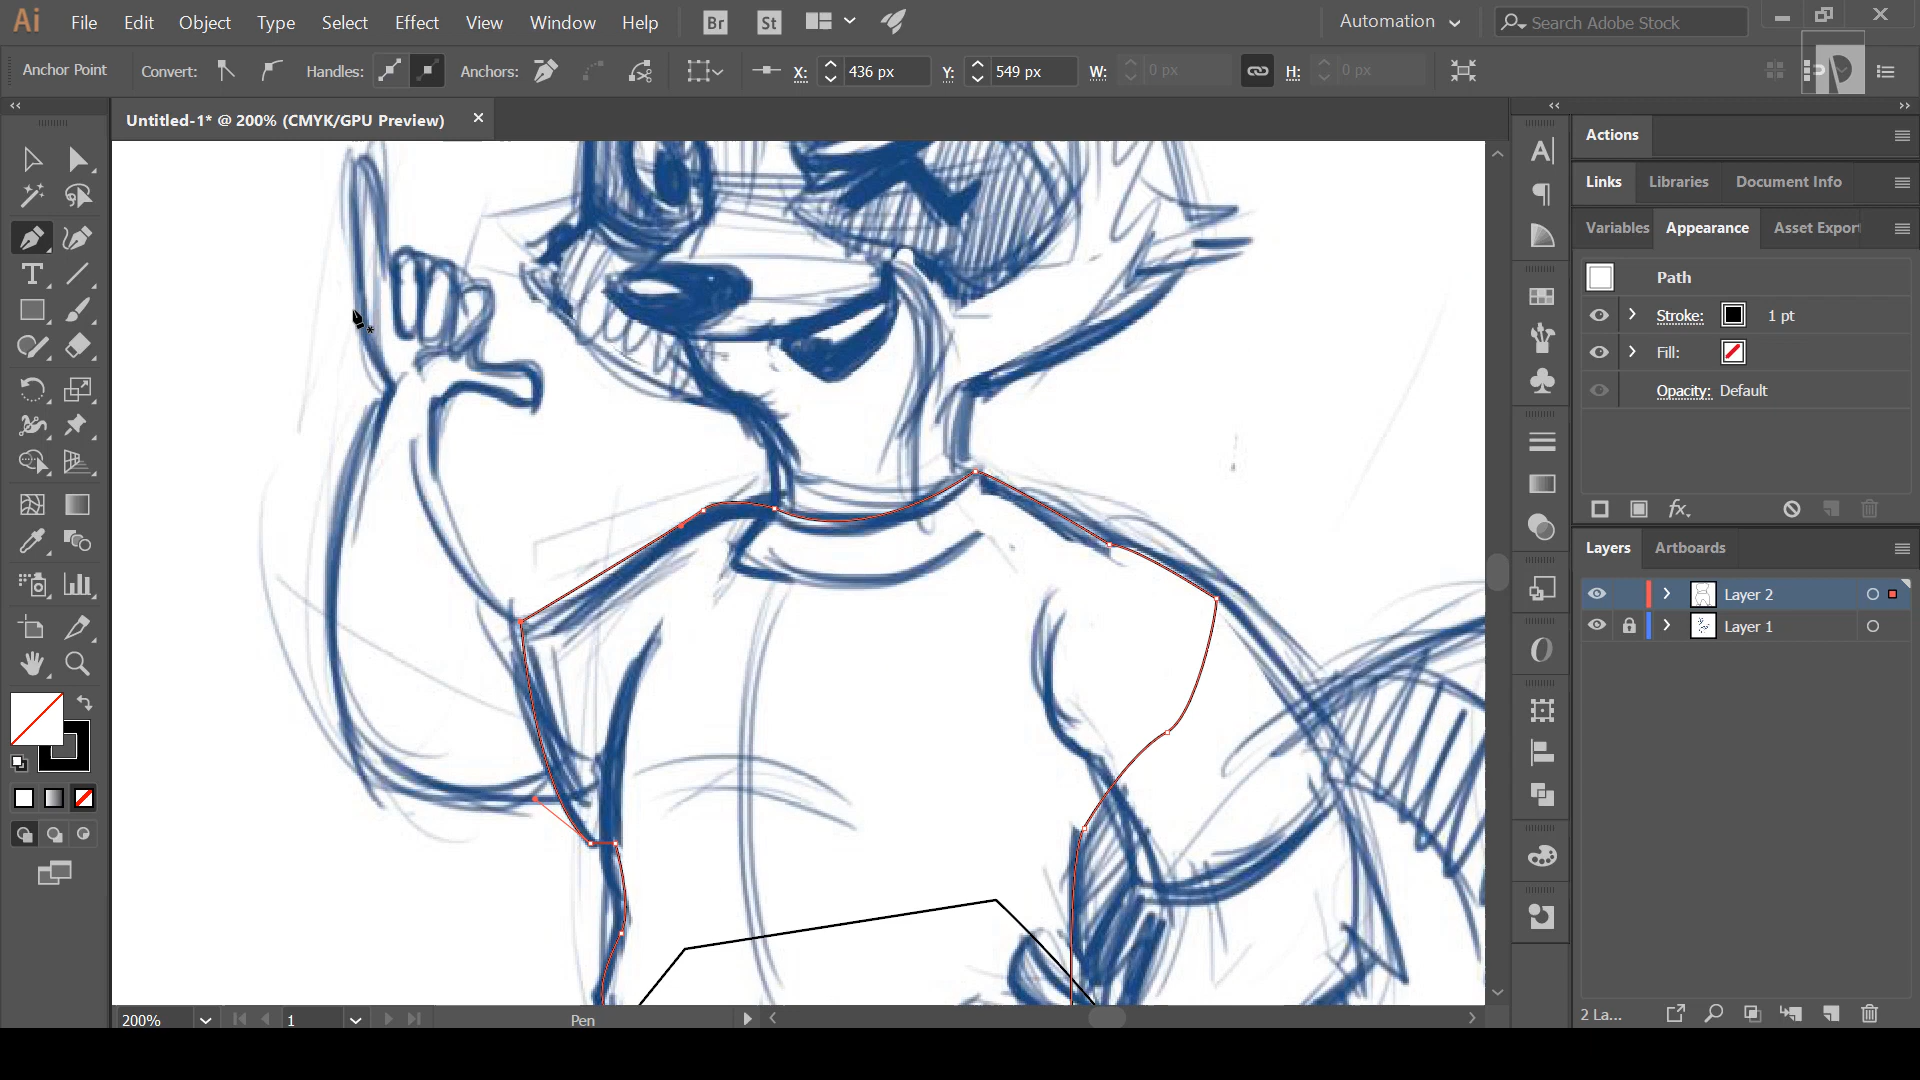 Ai File Edit Object Type Select Effect View Window Help Br St Automation Search Adobe Stock
Anchor Point Convert: Handles: Anchors: X: 436 px Y: 549 px W: 0 px H: 0 px
Untitled-1* @ 200% (CMYK/GPU Preview)
Actions
Links Libraries Document Info
Variables Appearance Asset Export
Path
Stroke: 1 pt
Fill:
Opacity: Default
fx
Layers Artboards
Layer 2
Layer 1
200% 1 Pen
2 La...